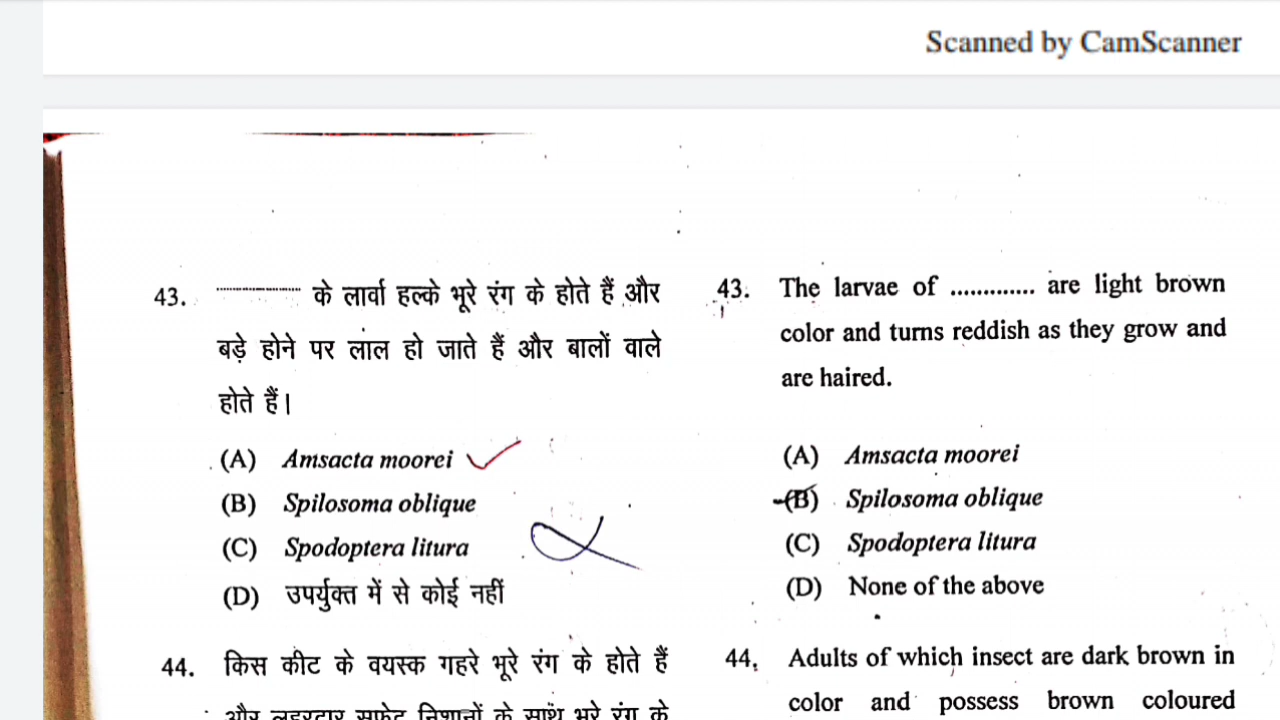 Scanned by CamScanner
43. .............. के लार्वा हल्के भूरे रंग के होते हैं और
बड़े होने पर लाल हो जाते हैं और बालों वाले
होते हैं।
(A) Amsacta moorei
(B) Spilosoma oblique
(C) Spodoptera litura
(D) उपर्युक्त में से कोई नहीं
44. किस कीट के वयस्क गहरे भूरे रंग के होते हैं
और लहरदार सफेद निशानों के साथ भूरे रंग के
43. The larvae of ............. are light brown
color and turns reddish as they grow and
are haired.
(A) Amsacta moorei
(B) Spilosoma oblique
(C) Spodoptera litura
(D) None of the above
44. Adults of which insect are dark brown in
color and possess brown coloured